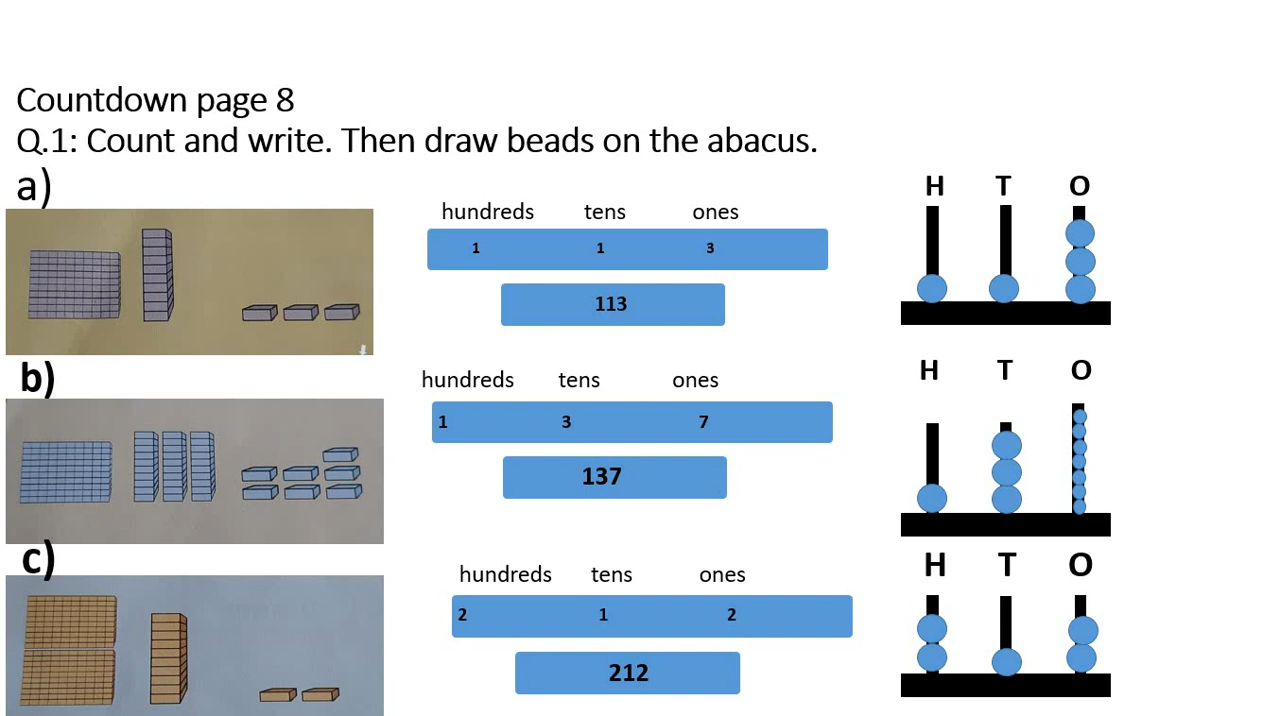 Countdown page 8
Q.1: Count and write. Then draw beads on the abacus.
a)
hundreds tens ones
1 1 3
113
H T O
b)
hundreds tens ones
1 3 7
137
H T O
c)
hundreds tens ones
2 1 2
212
H T O